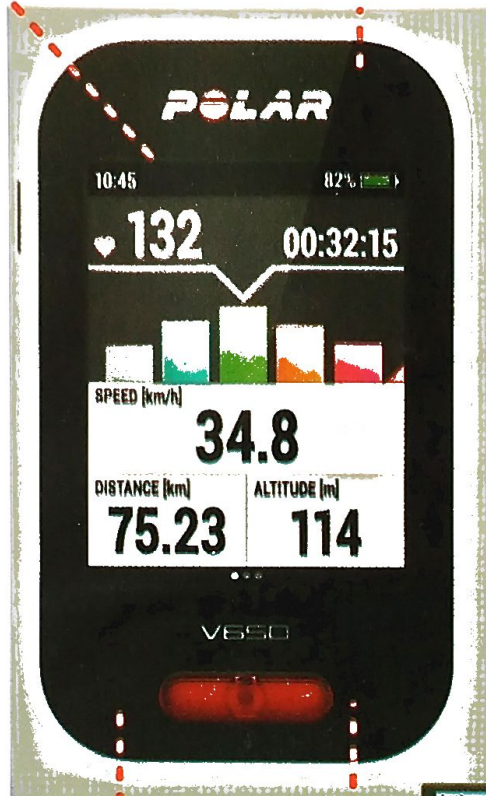 POLAR
10:45 82%
132 00:32:15
SPEED [km/h]
34.8
DISTANCE [km] ALTITUDE [m]
75.23 114
V650